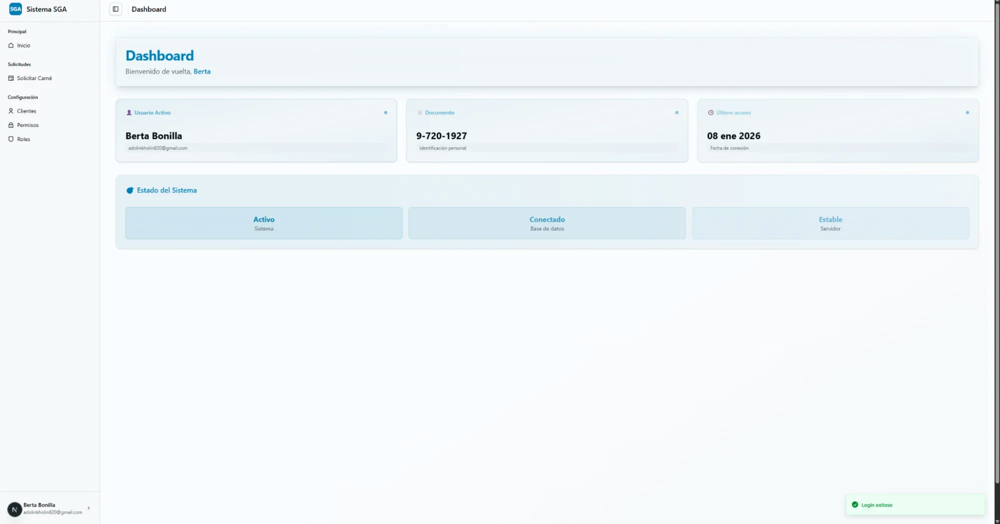 SGA Sistema SGA
Dashboard
Principal
Inicio
Solicitudes
Solicitar Carné
Configuración
Clientes
Permisos
Roles
Dashboard
Bienvenido de vuelta, Berta
Usuario Activo
Berta Bonilla
adolinkholin820@gmail.com
Documento
9-720-1927
Identificación personal
Último acceso
08 ene 2026
Fecha de conexión
Estado del Sistema
Activo
Sistema
Conectado
Base de datos
Estable
Servidor
N
Berta Bonilla
adolinkholin820@gmail.com
Login exitoso